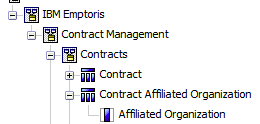 IBM Emptoris
Contract Management
Contracts
Contract
Contract Affiliated Organization
Affiliated Organization